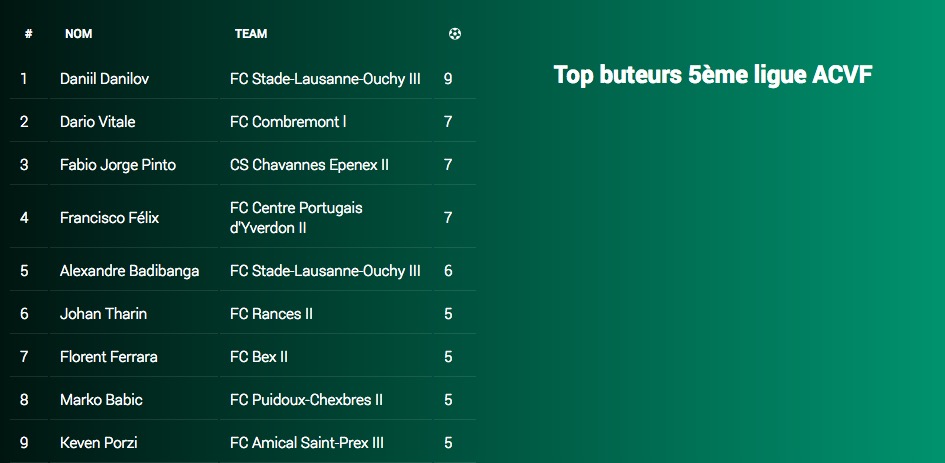 # NOM TEAM
1 Daniil Danilov FC Stade-Lausanne-Ouchy III 9
Top buteurs 5ème ligue ACVF
2 Dario Vitale FC Combremont I 7
3 Fabio Jorge Pinto CS Chavannes Epenex II 7
4 Francisco Félix FC Centre Portugais
d'Yverdon II 7
5 Alexandre Badibanga FC Stade-Lausanne-Ouchy III 6
6 Johan Tharin FC Rances II 5
7 Florent Ferrara FC Bex II 5
8 Marko Babic FC Puidoux-Chexbres II 5
9 Keven Porzi FC Amical Saint-Prex III 5